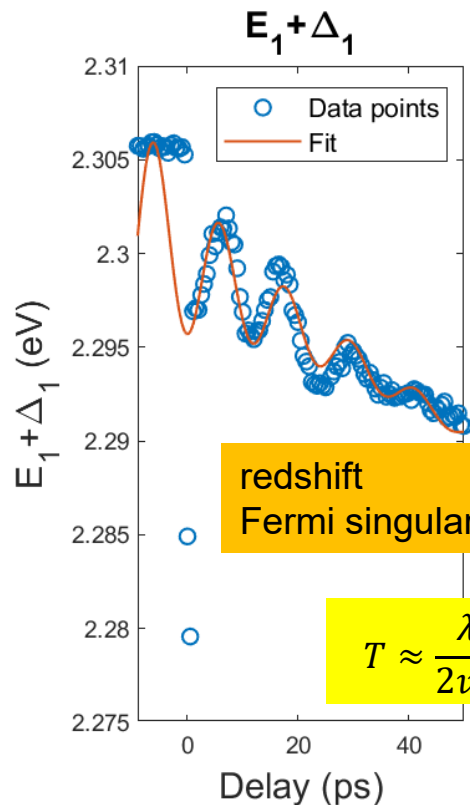 E₁+Δ₁
2.31
2.305
2.3
2.295
2.29
2.285
2.28
2.275
E₁+Δ₁ (eV)
Data points
Fit
redshift
Fermi
T ≈ λ / 2v
0
20
40
Delay (ps)